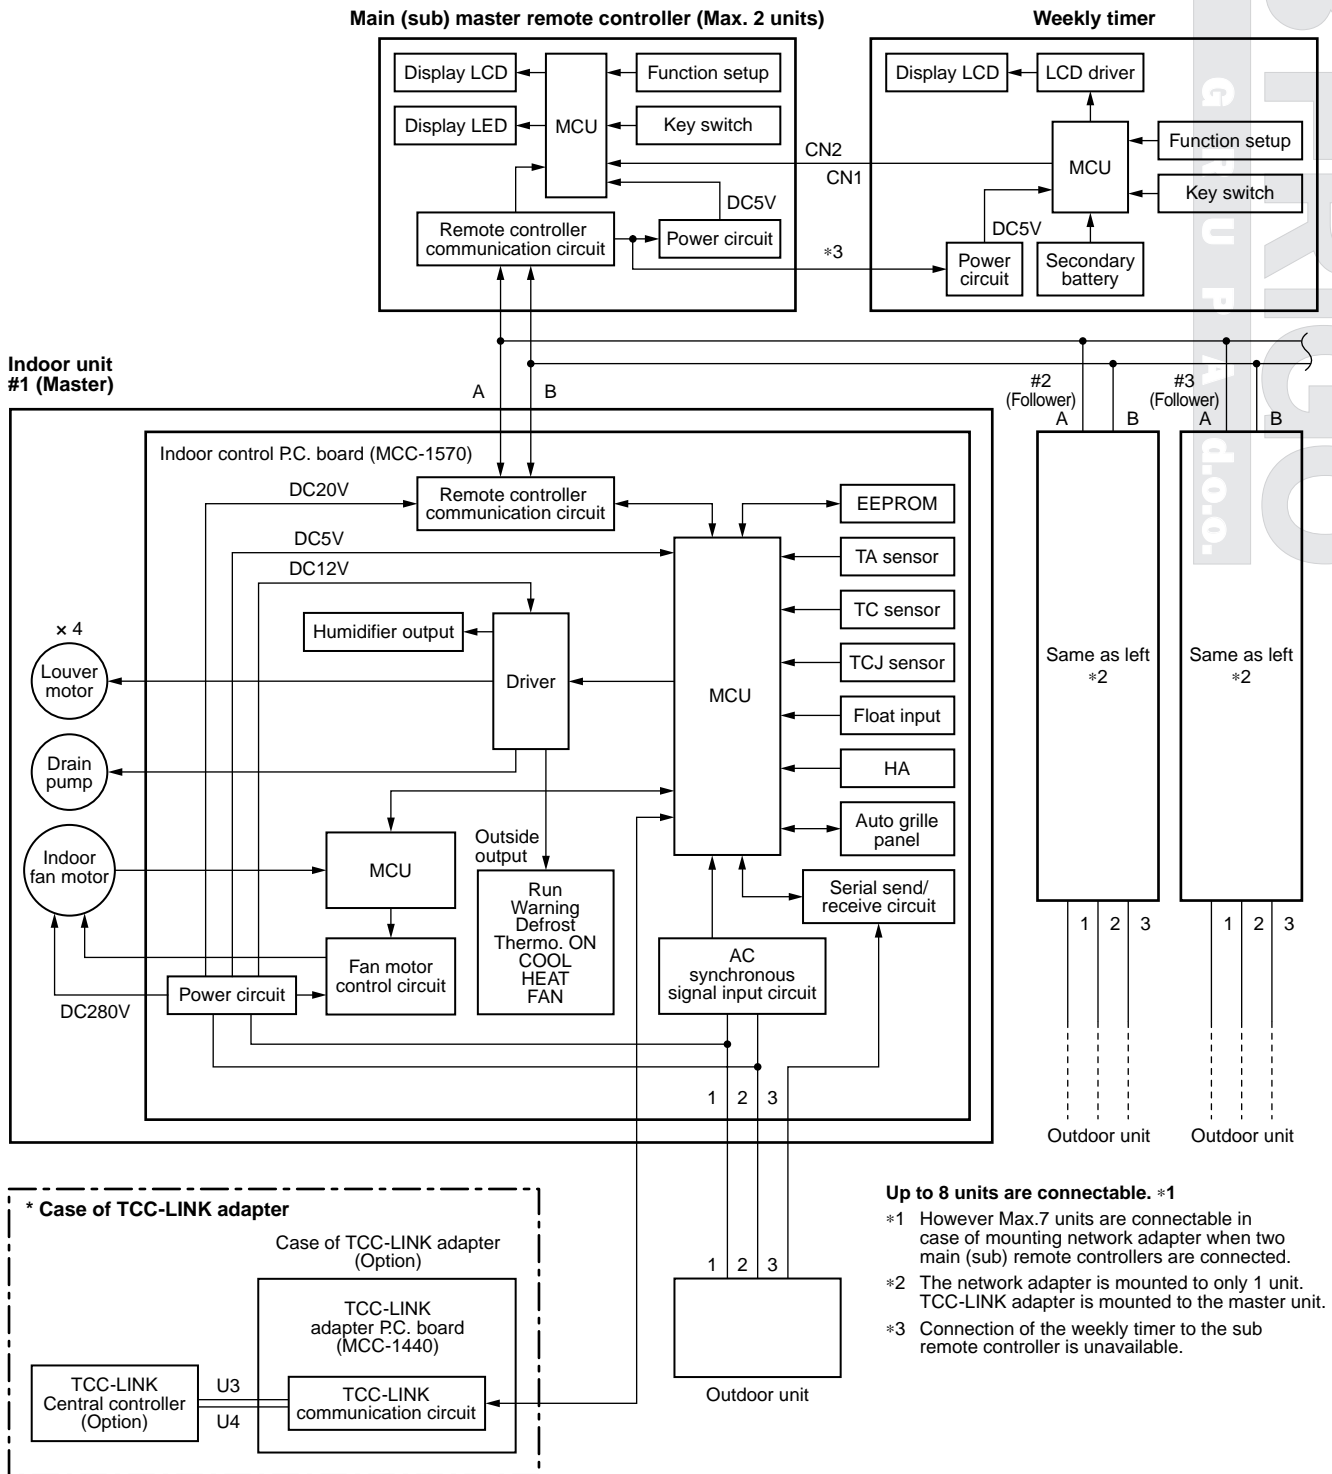 Main (sub) master remote controller (Max. 2 units)
Display LCD
Display LED
MCU
Function setup
Key switch
DC5V
Remote controller
communication circuit
Power circuit
CN2
CN1
∗3
Weekly timer
Display LCD
LCD driver
MCU
Function setup
Key switch
DC5V
Power
circuit
Secondary
battery
Indoor unit
#1 (Master)
A
B
#2
(Follower)
A
B
#3
(Follower)
A
B
Indoor control P.C. board (MCC-1570)
DC20V
Remote controller
communication circuit
DC5V
DC12V
Humidifier output
Driver
MCU
EEPROM
TA sensor
TC sensor
TCJ sensor
Float input
HA
Auto grille
panel
Serial send/
receive circuit
× 4
Louver
motor
Drain
pump
Indoor
fan motor
MCU
Outside
output
Run
Warning
Defrost
Thermo. ON
COOL
HEAT
FAN
AC
synchronous
signal input circuit
Fan motor
control circuit
Power circuit
DC280V
1
2
3
Same as left
∗2
Same as left
∗2
1
2
3
1
2
3
Outdoor unit
Outdoor unit
* Case of TCC-LINK adapter
Case of TCC-LINK adapter
(Option)
TCC-LINK
adapter P.C. board
(MCC-1440)
TCC-LINK
Central controller
(Option)
U3
U4
TCC-LINK
communication circuit
1
2
3
Outdoor unit
Up to 8 units are connectable. ∗1
∗1 However Max.7 units are connectable in
case of mounting network adapter when two
main (sub) remote controllers are connected.
∗2 The network adapter is mounted to only 1 unit.
TCC-LINK adapter is mounted to the master unit.
∗3 Connection of the weekly timer to the sub
remote controller is unavailable.
GRUPA d.o.o.